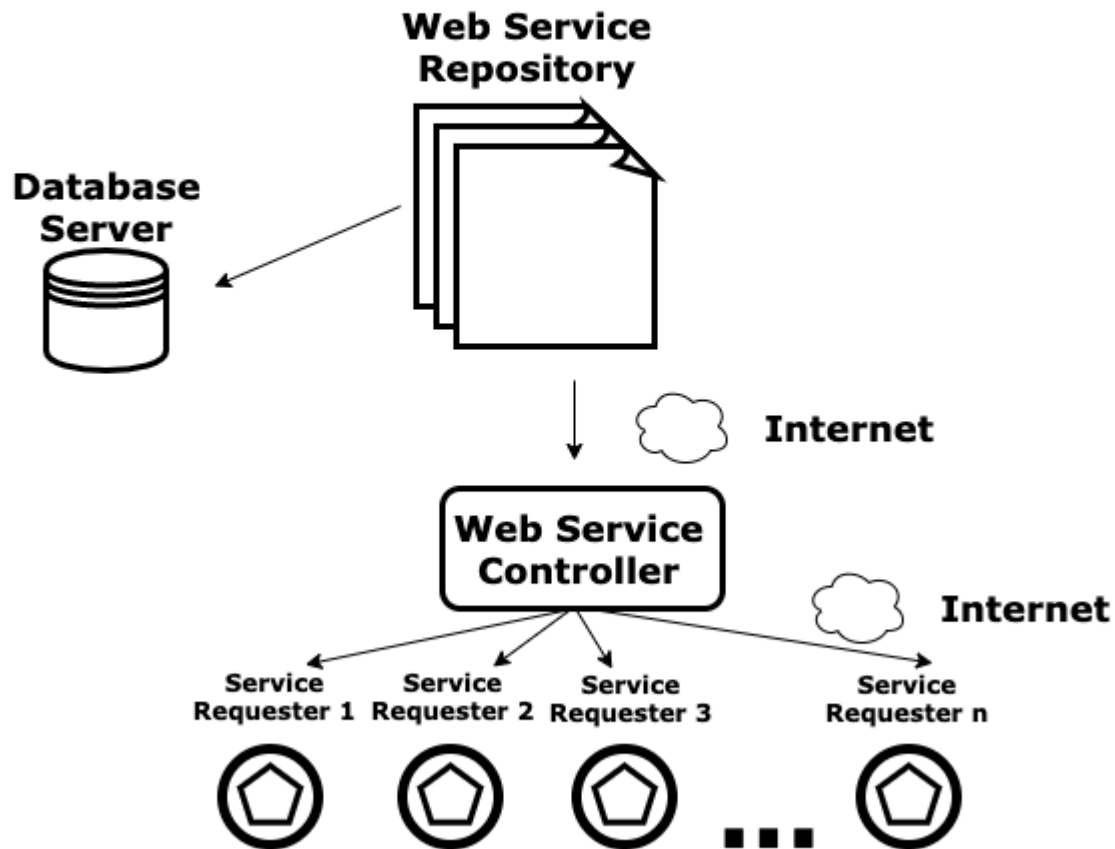 Web Service
Repository
Database
Server
Internet
Web Service
Controller
Internet
Service
Requester 1
Service
Requester 2
Service
Requester 3
Service
Requester n